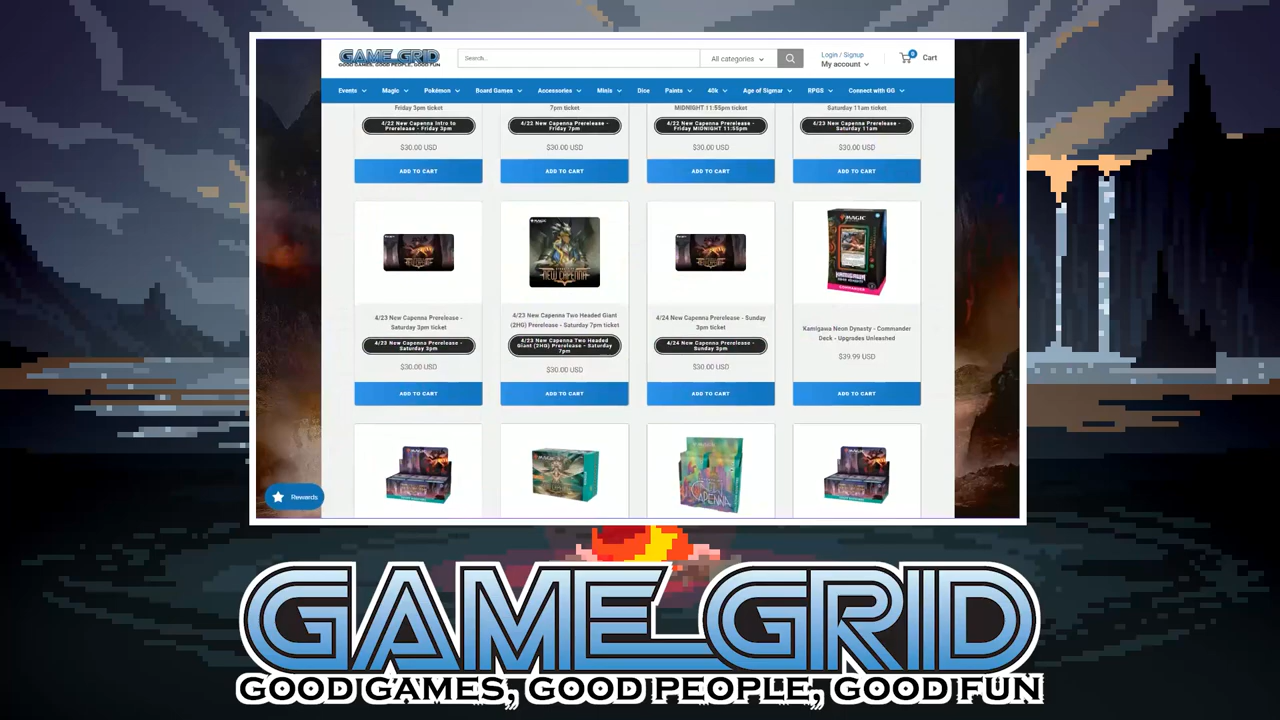 GAME GRID
GOOD GAMES, GOOD PEOPLE, GOOD FUN
Search...
All categories
Login / Signup
My account
0
Cart
Events
Magic
Pokémon
Board Games
Accessories
Minis
Dice
Paints
40k
Age of Sigmar
RPGS
Connect with GG
Friday 3pm ticket
7pm ticket
MIDNIGHT 11:55pm ticket
Saturday 11am ticket
4/22 New Capenna Intro to
Prerelease - Friday 3pm
4/22 New Capenna Prerelease -
Friday 7pm
4/22 New Capenna Prerelease -
Friday MIDNIGHT 11:55pm
4/23 New Capenna Prerelease -
Saturday 11am
$30.00 USD
$30.00 USD
$30.00 USD
$30.00 USD
ADD TO CART
ADD TO CART
ADD TO CART
ADD TO CART
NEW CAPENNA
MAGIC
4/23 New Capenna Prerelease -
Saturday 3pm ticket
4/23 New Capenna Prerelease -
Saturday 3pm
$30.00 USD
4/23 New Capenna Two Headed Giant
(2HG) Prerelease - Saturday 7pm ticket
4/23 New Capenna Two Headed
Giant (2HG) Prerelease - Saturday
7pm
$30.00 USD
4/24 New Capenna Prerelease - Sunday
3pm ticket
4/24 New Capenna Prerelease -
Sunday 3pm
$30.00 USD
Kamigawa Neon Dynasty - Commander
Deck - Upgrades Unleashed
$39.99 USD
ADD TO CART
ADD TO CART
ADD TO CART
ADD TO CART
MAGIC
MAGIC
CAPENNA
MAGIC
Rewards
GAME GRID
GOOD GAMES, GOOD PEOPLE, GOOD FUN